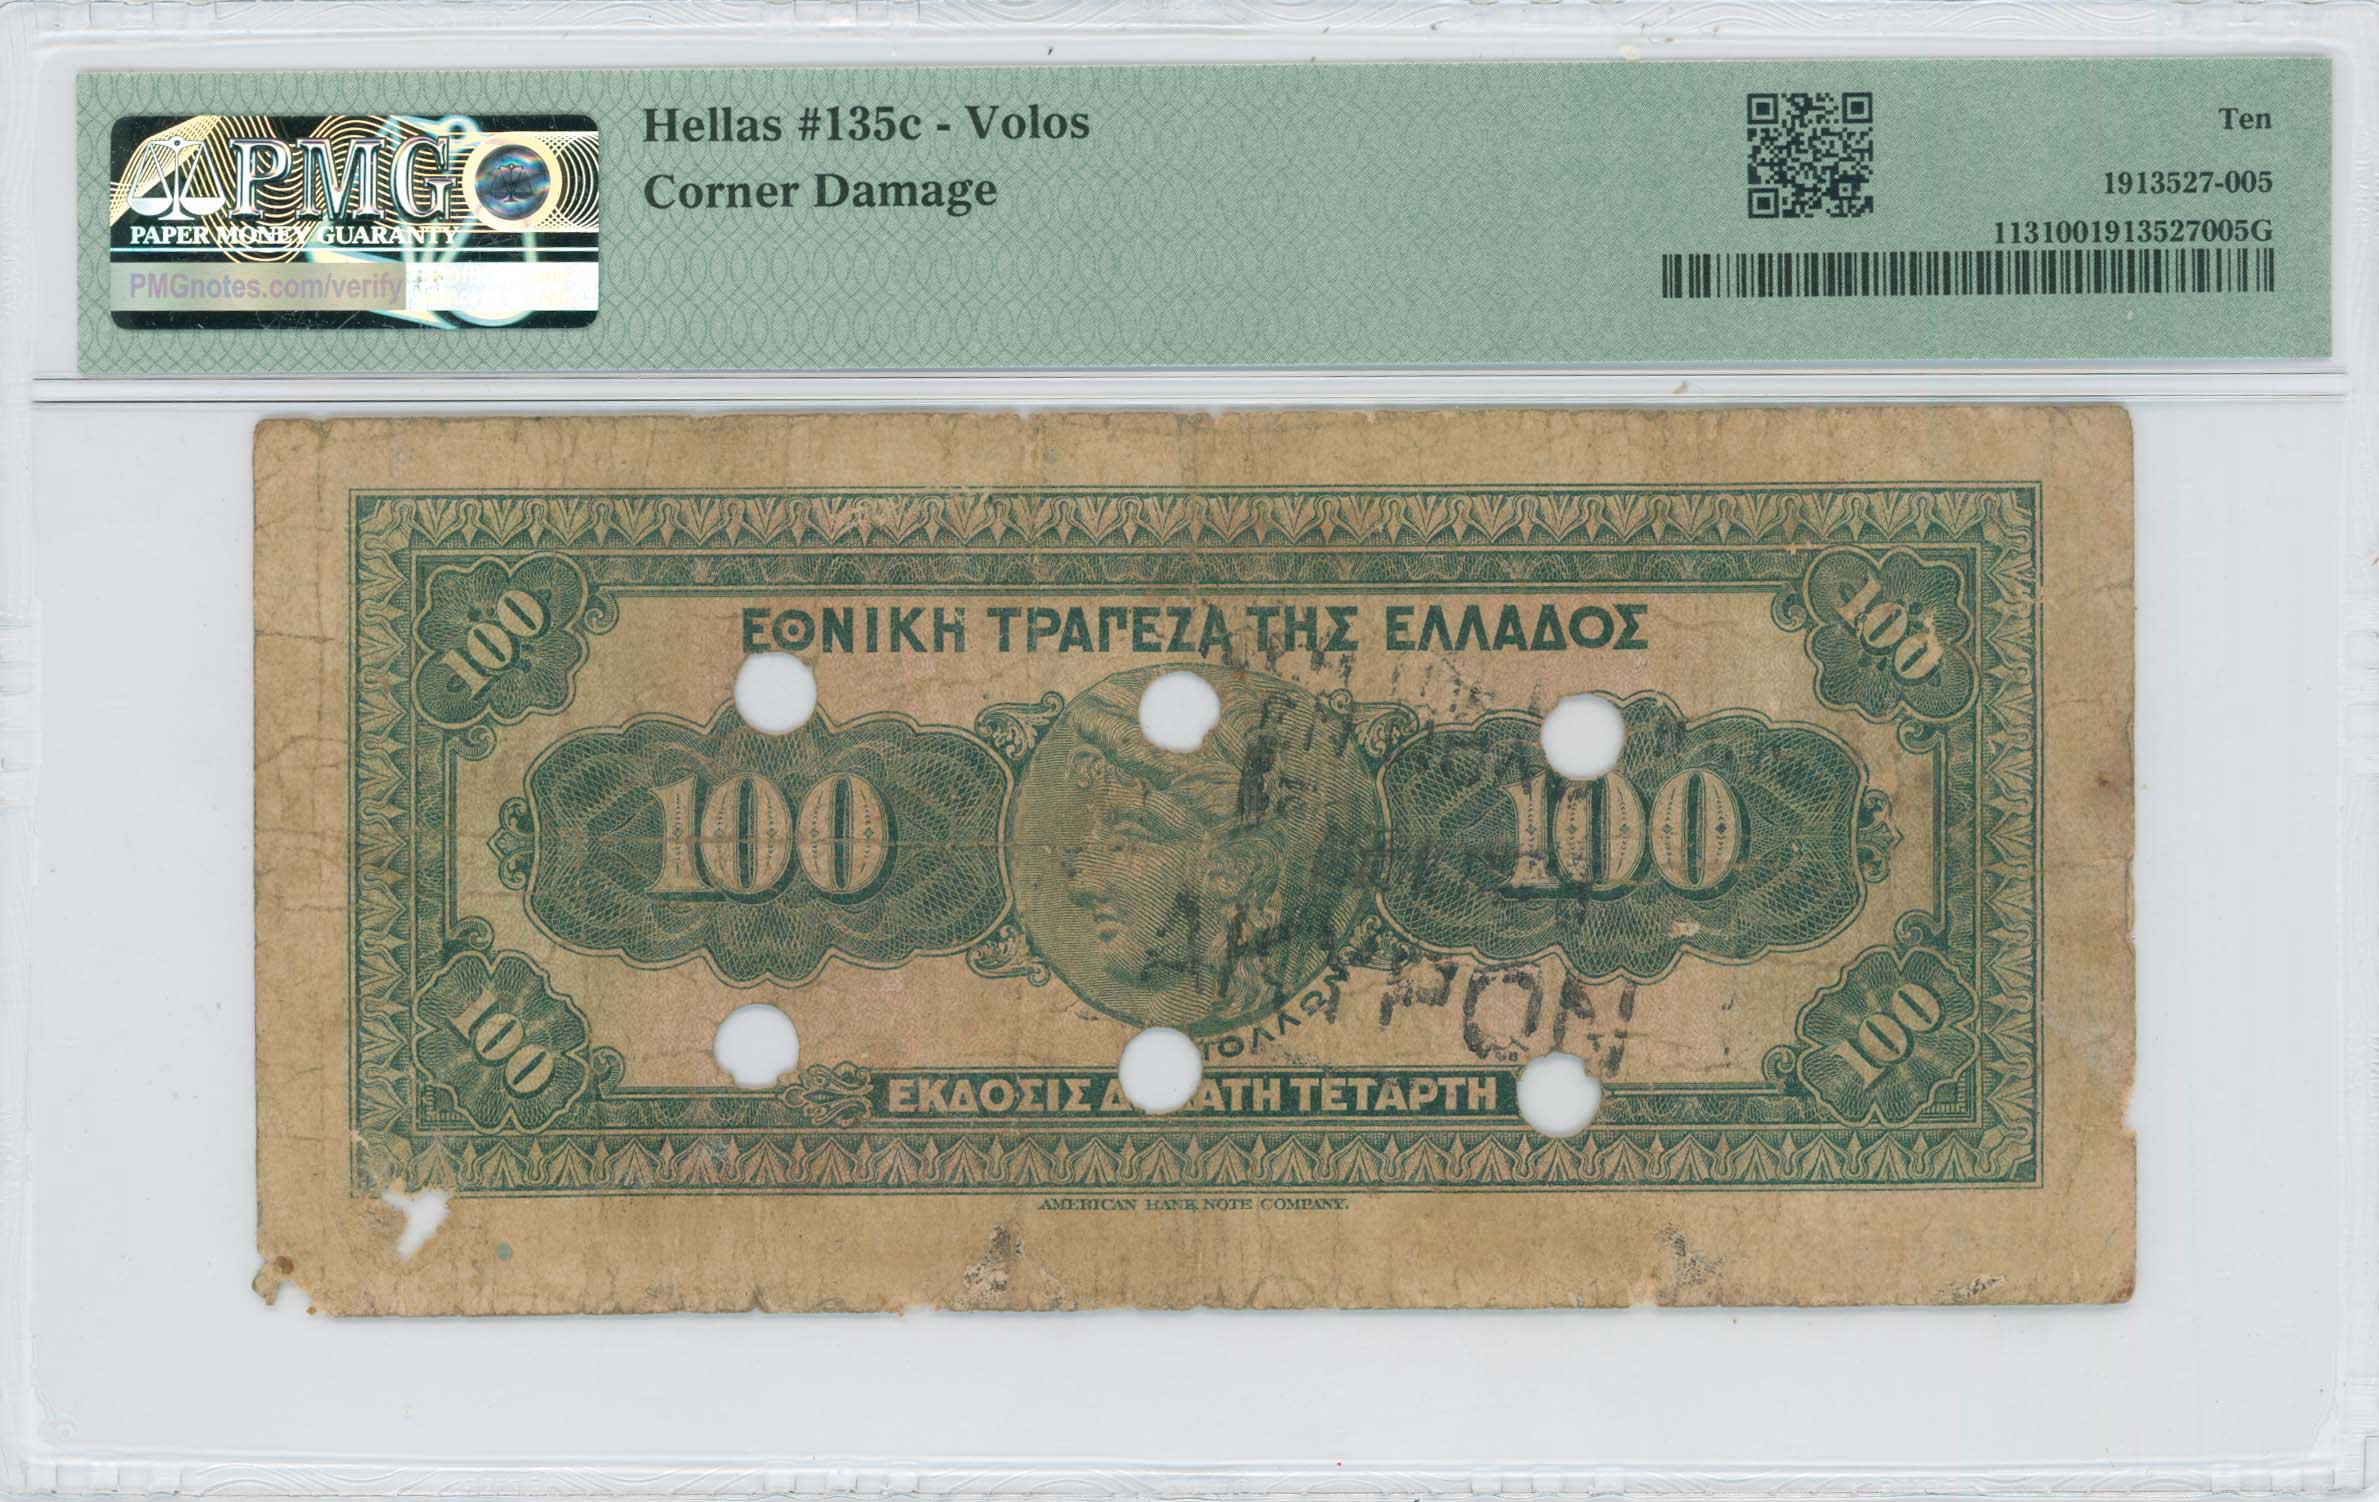 PMG
PAPER MONEY GUARANTY
PMGnotes.com/verify
Hellas #135c - Volos
Corner Damage
Ten
1913527-005
1131001913527005G
100
100
ΕΘΝΙΚΗ ΤΡΑΠΕΖΑ ΤΗΣ ΕΛΛΑΔΟΣ
100
100
100
100
ΕΚΔΟΣΙΣ ΤΕΤΑΡΤΗ
AMERICAN BANK NOTE COMPANY.